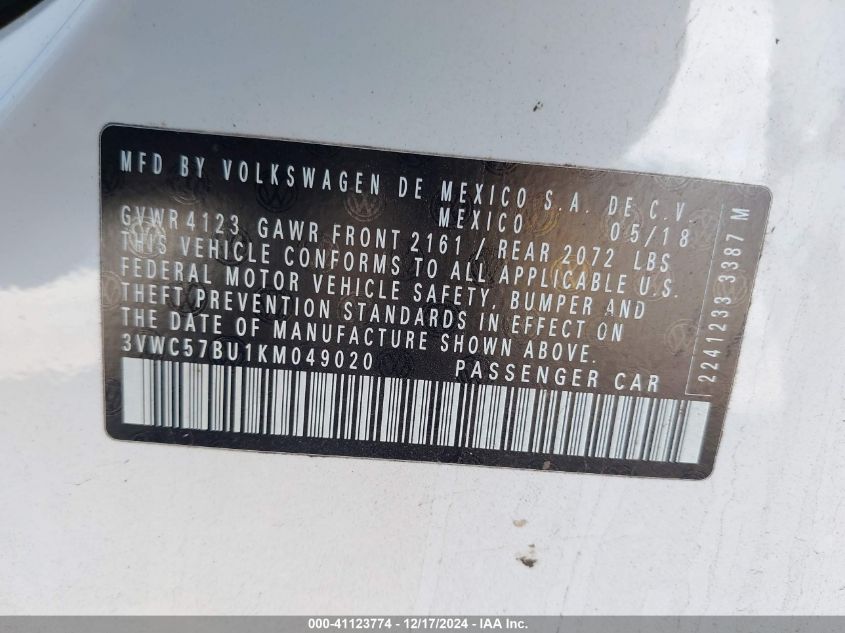 MFD BY VOLKSWAGEN DE MEXICO S.A. DE C.V.
MEXICO 05/18
GVWR 4123 GAWR FRONT 2161 / REAR 2072 LBS
THIS VEHICLE CONFORMS TO ALL APPLICABLE U.S.
FEDERAL MOTOR VEHICLE SAFETY, BUMPER AND
THEFT PREVENTION STANDARDS IN EFFECT ON
THE DATE OF MANUFACTURE SHOWN ABOVE.
3VWC57BU1KM049020 PASSENGER CAR
2241233 3387 M
000-41123774 - 12/17/2024 - IAA Inc.